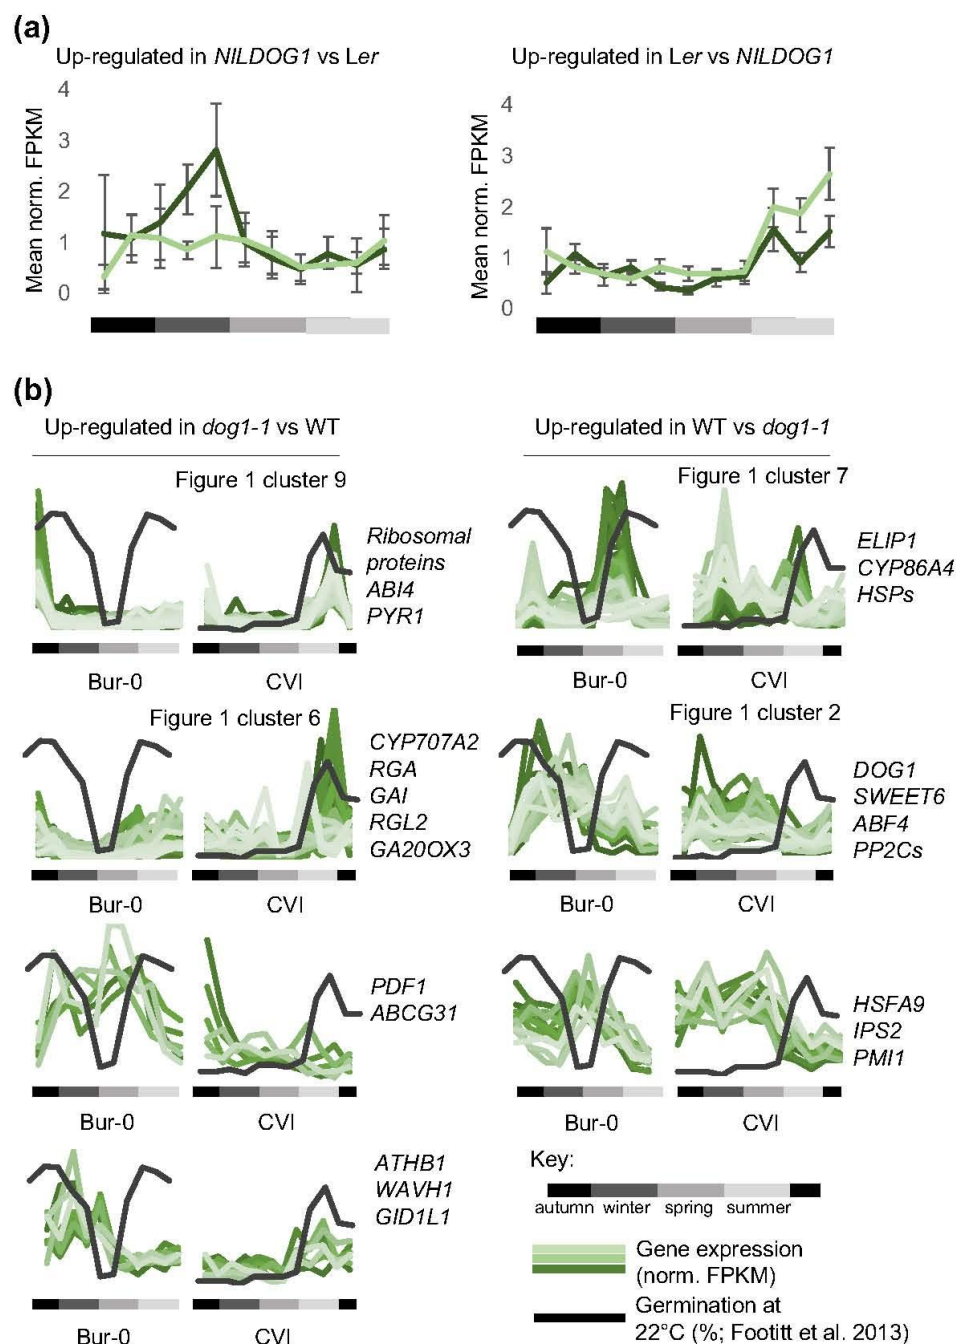 (a)
Up-regulated in NILDOG1 vs Ler
Up-regulated in Ler vs NILDOG1
Mean norm. FPKM
4
3
2
1
0
Mean norm. FPKM
4
3
2
1
0
(b)
Up-regulated in dog1-1 vs WT
Up-regulated in WT vs dog1-1
Figure 1 cluster 9
Ribosomal
proteins
ABI4
PYR1
Bur-0
CVI
Figure 1 cluster 7
ELIP1
CYP86A4
HSPs
Bur-0
CVI
Figure 1 cluster 6
CYP707A2
RGA
GAI
RGL2
GA20OX3
Bur-0
CVI
Figure 1 cluster 2
DOG1
SWEET6
ABF4
PP2Cs
Bur-0
CVI
PDF1
ABCG31
Bur-0
CVI
HSFA9
IPS2
PMI1
Bur-0
CVI
ATHB1
WAVH1
GID1L1
Bur-0
CVI
Key:
autumn winter spring summer
Gene expression
(norm. FPKM)
Germination at
22°C (%; Footitt et al. 2013)